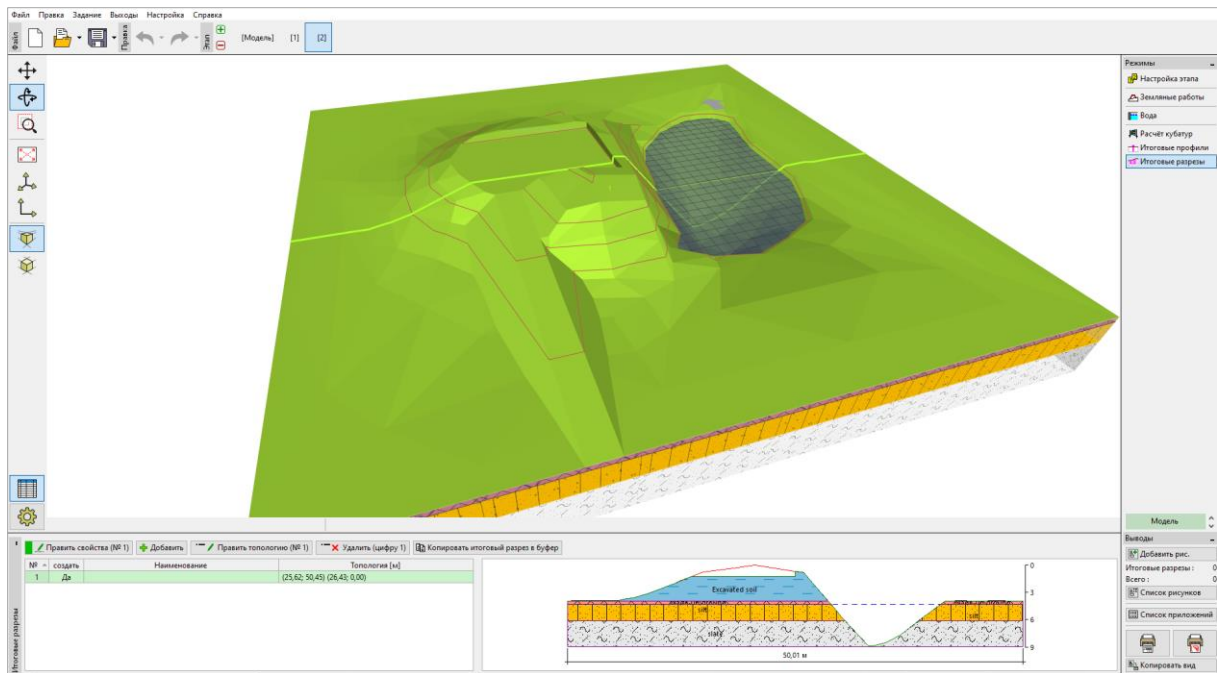 Файл Правка Задание Выходы Настройка Справка
Файл
Правка
Этап
[Модель] [1] [2]
Режимы
Настройка этапа
Земляные работы
Вода
Расчёт кубатур
Итоговые профили
Итоговые разрезы
Модель
Выводы
Добавить рис.
Итоговые разрезы : 0
Всего : 0
Список рисунков
Список приложений
Копировать вид
Итоговые разрезы
Править свойства (№ 1) Добавить Править топологию (№ 1) Удалить (цифру 1) Копировать итоговый разрез в буфер
№ создать Наименование Топология [м]
1 Да (25,62; 50,45) (26,43; 0,00)
Excavated soil
silt
silt
slate
0
3
6
9
50,01 м